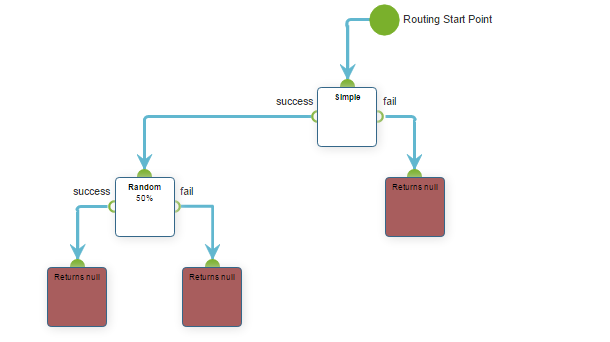 Routing Start Point
Simple
success
fail
Returns null
Random
50%
success
fail
Returns null
Returns null